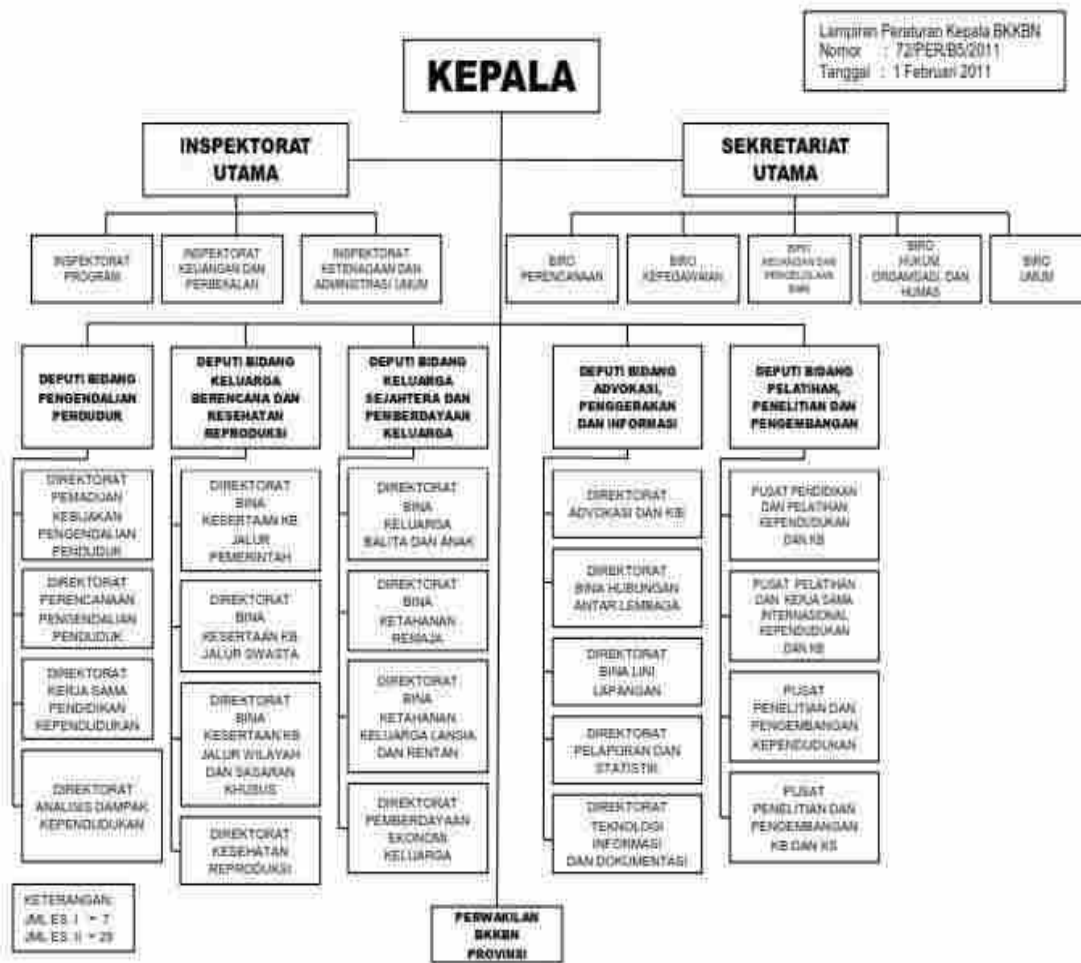 Lampiran Peraturan Kepala BKKBN
Nomor : 72/PER/B5/2011
Tanggal : 1 Februari 2011
KEPALA
INSPEKTORAT
UTAMA
SEKRETARIAT
UTAMA
INSPEKTORAT
PROGRAM
INSPEKTORAT
KEUANGAN DAN
PERBEKALAN
INSPEKTORAT
KETENAGAAN DAN
ADMINISTRASI UMUM
BIRO
PERENCANAAN
BIRO
KEPEGAWAIAN
BIRO
KEUANGAN DAN
PENGELOLAAN
BMN
BIRO
HUKUM,
ORGANISASI, DAN
HUMAS
BIRO
UMUM
DEPUTI BIDANG
PENGENDALIAN
PENDUDUK
DEPUTI BIDANG
KELUARGA
BERENCANA DAN
KESEHATAN
REPRODUKSI
DEPUTI BIDANG
KELUARGA
SEJAHTERA DAN
PEMBERDAYAAN
KELUARGA
DEPUTI BIDANG
ADVOKASI,
PENGGERAKAN
DAN INFORMASI
DEPUTI BIDANG
PELATIHAN,
PENELITIAN DAN
PENGEMBANGAN
DIREKTORAT
PEMADUAN
KEBIJAKAN
PENGENDALIAN
PENDUDUK
DIREKTORAT
PERENCANAAN
PENGENDALIAN
PENDUDUK
DIREKTORAT
KERJA SAMA
PENDIDIKAN
KEPENDUDUKAN
DIREKTORAT
ANALISIS DAMPAK
KEPENDUDUKAN
DIREKTORAT
BINA
KESERTAAN KB
JALUR
PEMERINTAH
DIREKTORAT
BINA
KESERTAAN KB
JALUR SWASTA
DIREKTORAT
BINA
KESERTAAN KB
JALUR WILAYAH
DAN SASARAN
KHUSUS
DIREKTORAT
KESEHATAN
REPRODUKSI
DIREKTORAT
BINA
KELUARGA
BALITA DAN ANAK
DIREKTORAT
BINA
KETAHANAN
REMAJA
DIREKTORAT
BINA
KETAHANAN
KELUARGA LANSIA
DAN RENTAN
DIREKTORAT
PEMBERDAYAAN
EKONOMI
KELUARGA
DIREKTORAT
ADVOKASI DAN KIE
DIREKTORAT
BINA HUBUNGAN
ANTAR LEMBAGA
DIREKTORAT
BINA LINI
LAPANGAN
DIREKTORAT
PELAPORAN DAN
STATISTIK
DIREKTORAT
TEKNOLOGI
INFORMASI
DAN DOKUMENTASI
PUSAT PENDIDIKAN
DAN PELATIHAN
KEPENDUDUKAN
DAN KB
PUSAT PELATIHAN
DAN KERJA SAMA
INTERNASIONAL
KEPENDUDUKAN
DAN KB
PUSAT
PENELITIAN DAN
PENGEMBANGAN
KEPENDUDUKAN
PUSAT
PENELITIAN DAN
PENGEMBANGAN
KB DAN KS
KETERANGAN:
JML ES. I = 7
JML ES. II =
PERWAKILAN
BKKBN
PROVINSI